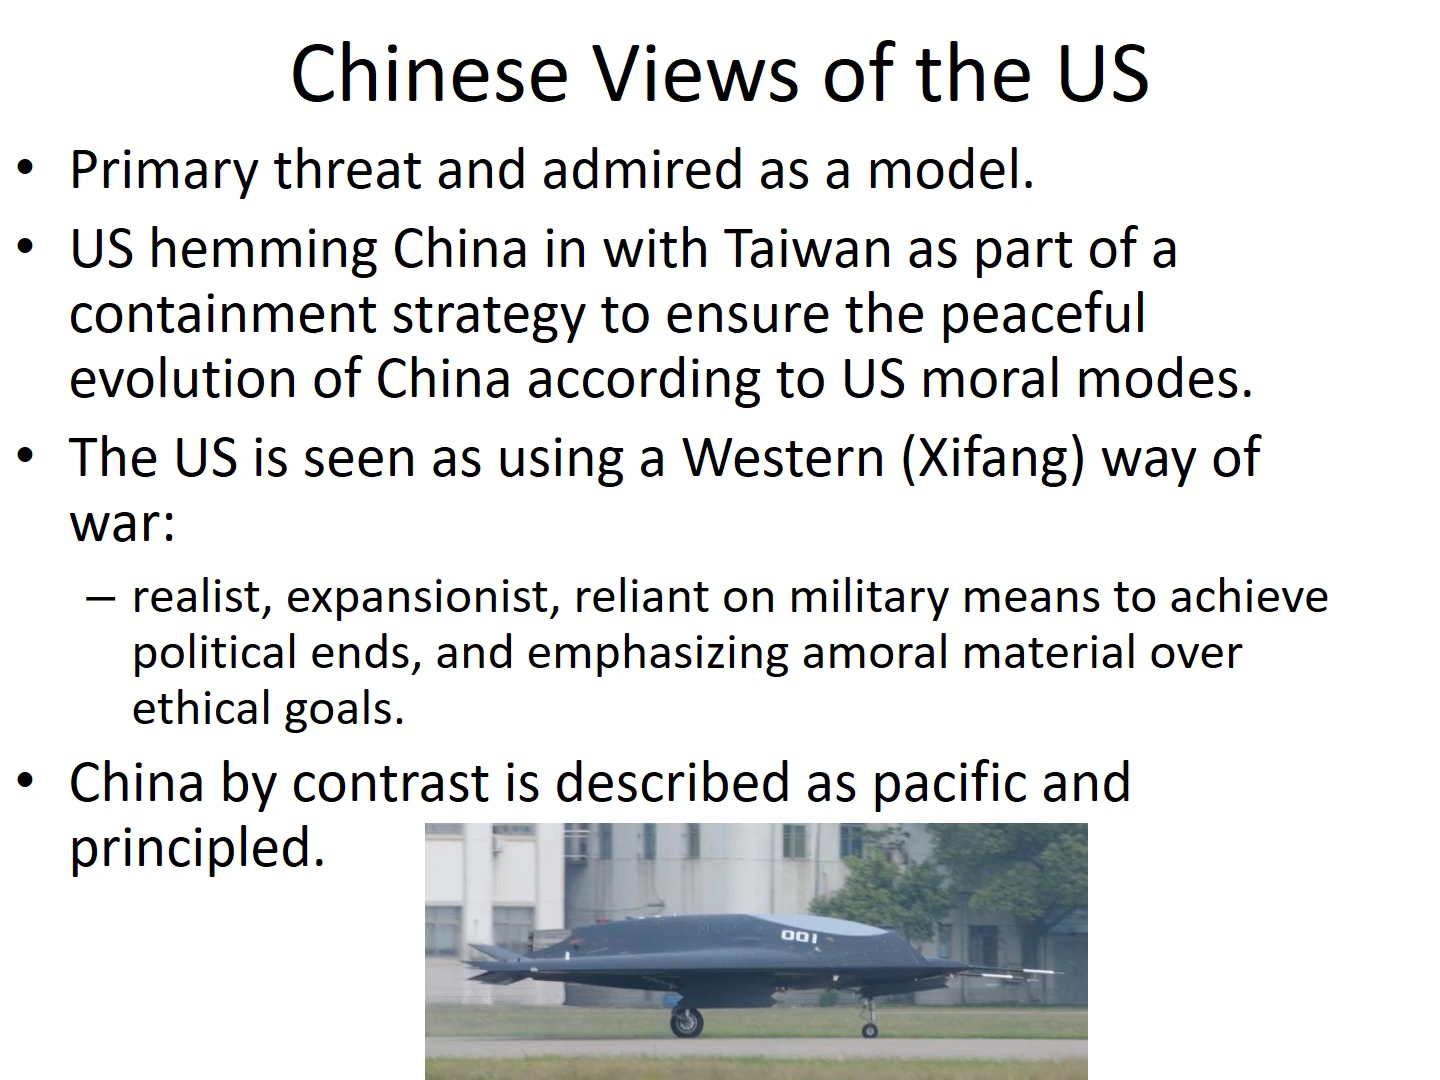 Chinese Views of the US
• Primary threat and admired as a model.
• US hemming China in with Taiwan as part of a
containment strategy to ensure the peaceful
evolution of China according to US moral modes.
• The US is seen as using a Western (Xifang) way of
war:
– realist, expansionist, reliant on military means to achieve
political ends, and emphasizing amoral material over
ethical goals.
• China by contrast is described as pacific and
principled.
001